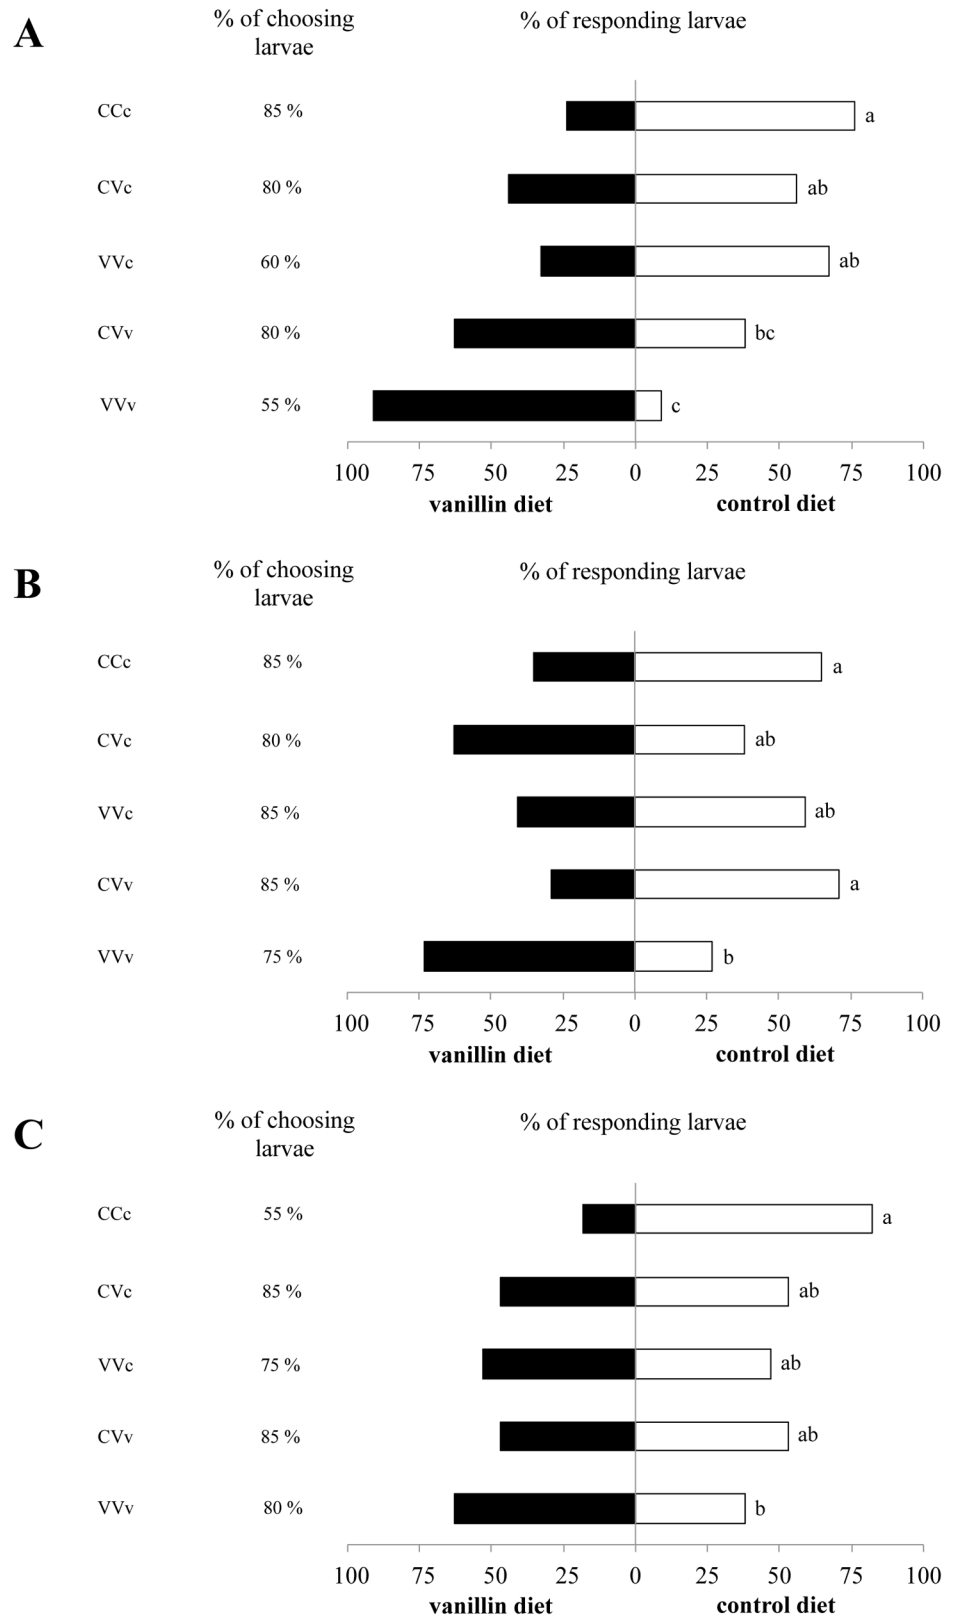 A
% of choosing
larvae
% of responding larvae
CCc 85 % a
CVc 80 % ab
VVc 60 % ab
CVv 80 % bc
VVv 55 % c
100 75 50 25 0 25 50 75 100
vanillin diet control diet
B
% of choosing
larvae
% of responding larvae
CCc 85 % a
CVc 80 % ab
VVc 85 % ab
CVv 85 % a
VVv 75 % b
100 75 50 25 0 25 50 75 100
vanillin diet control diet
C
% of choosing
larvae
% of responding larvae
CCc 55 % a
CVc 85 % ab
VVc 75 % ab
CVv 85 % ab
VVv 80 % b
100 75 50 25 0 25 50 75 100
vanillin diet control diet